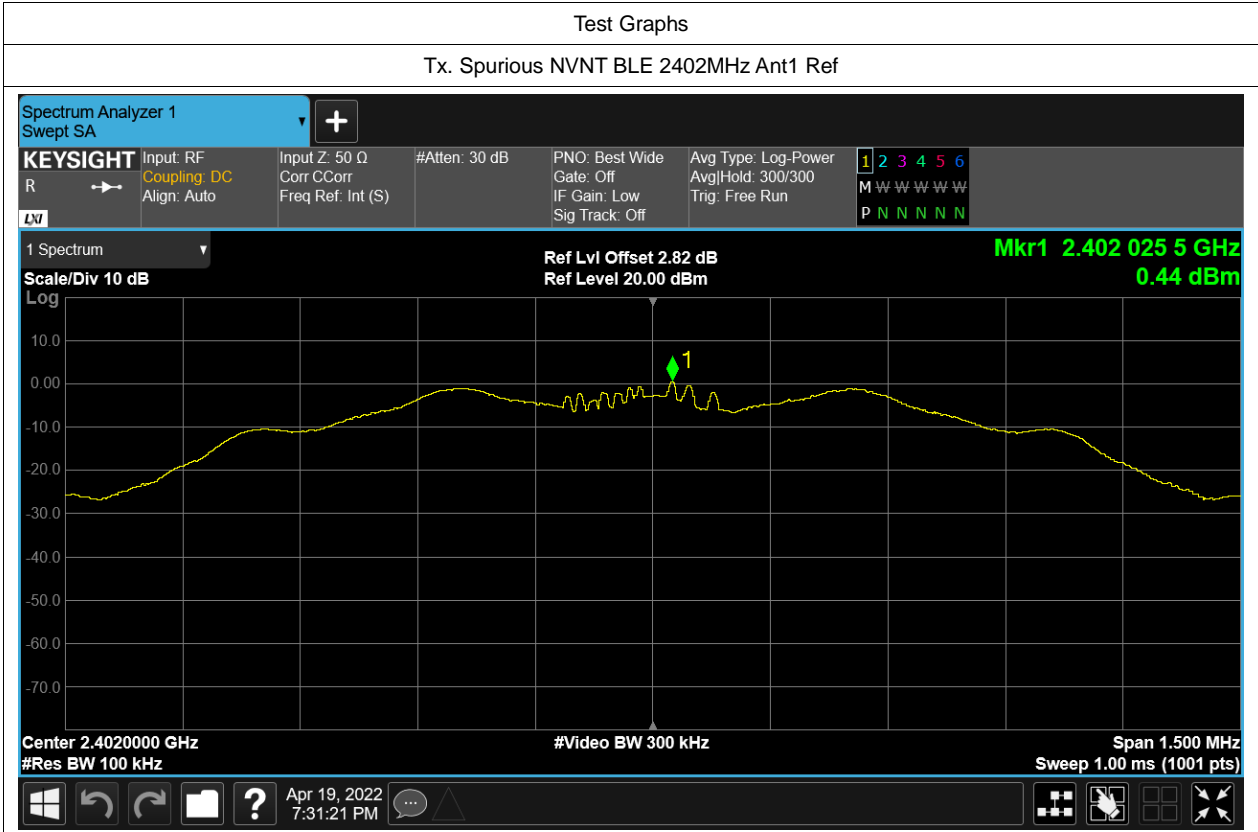 Test Graphs
Tx. Spurious NVNT BLE 2402MHz Ant1 Ref
Spectrum Analyzer 1
Swept SA
KEYSIGHT
R
LXI
Input: RF
Coupling: DC
Align: Auto
Input Z: 50 Ω
Corr CCorr
Freq Ref: Int (S)
#Atten: 30 dB
PNO: Best Wide
Gate: Off
IF Gain: Low
Sig Track: Off
Avg Type: Log-Power
Avg|Hold: 300/300
Trig: Free Run
1 2 3 4 5 6
M W W W W W
P N N N N N
1 Spectrum
Scale/Div 10 dB
Log
Ref Lvl Offset 2.82 dB
Ref Level 20.00 dBm
Mkr1 2.402 025 5 GHz
0.44 dBm
1
10.0
0.00
-10.0
-20.0
-30.0
-40.0
-50.0
-60.0
-70.0
Center 2.4020000 GHz
#Res BW 100 kHz
#Video BW 300 kHz
Span 1.500 MHz
Sweep 1.00 ms (1001 pts)
?
Apr 19, 2022
7:31:21 PM